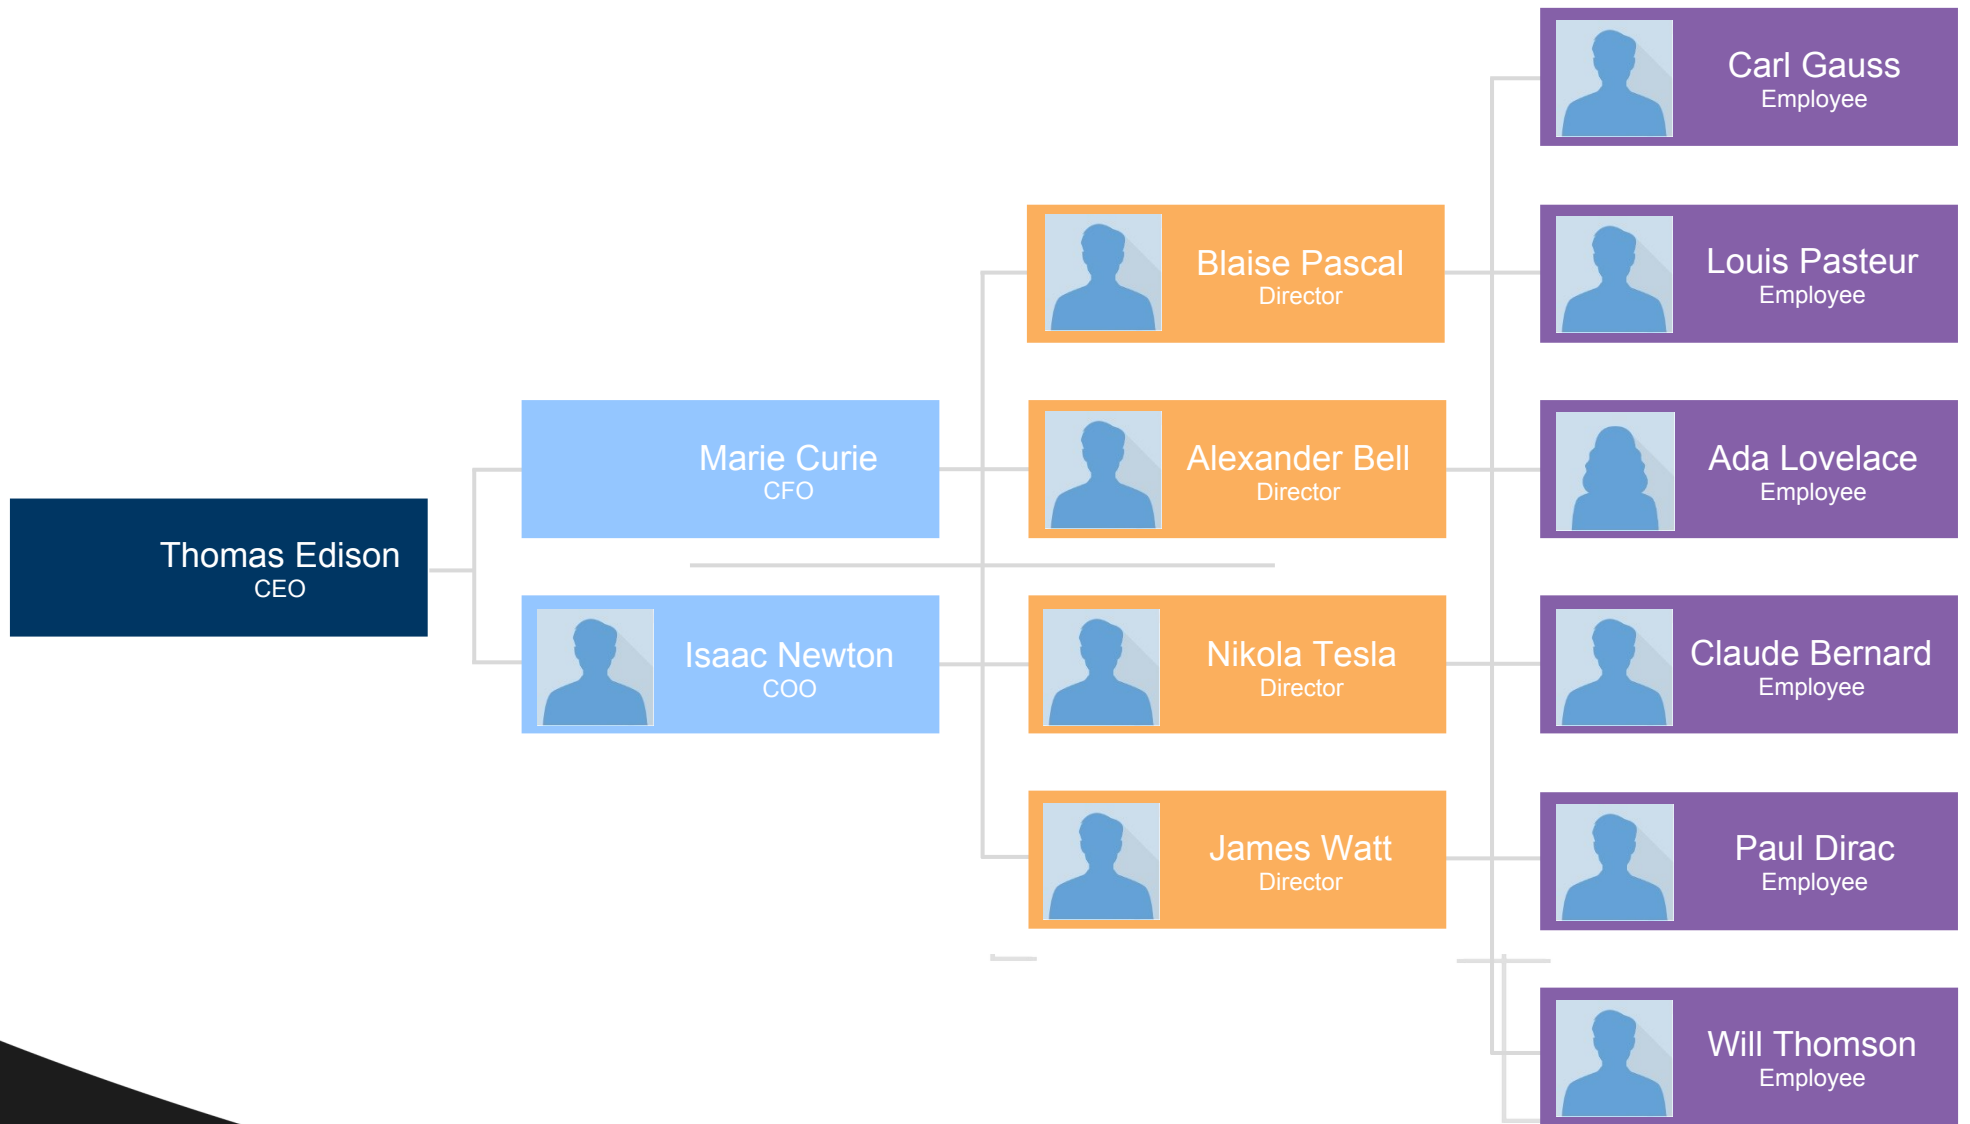 Thomas Edison
CEO
Marie Curie
CFO
Isaac Newton
COO
Blaise Pascal
Director
Alexander Bell
Director
Nikola Tesla
Director
James Watt
Director
Carl Gauss
Employee
Louis Pasteur
Employee
Ada Lovelace
Employee
Claude Bernard
Employee
Paul Dirac
Employee
Will Thomson
Employee